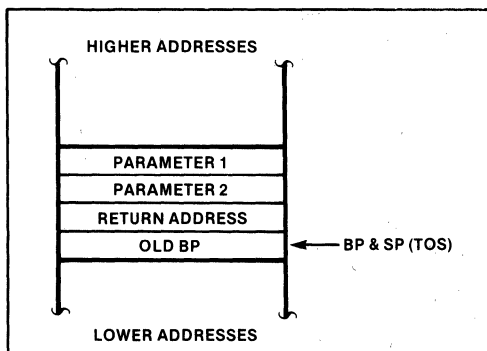 HIGHER ADDRESSES
PARAMETER 1
PARAMETER 2
RETURN ADDRESS
OLD BP
BP & SP (TOS)
LOWER ADDRESSES